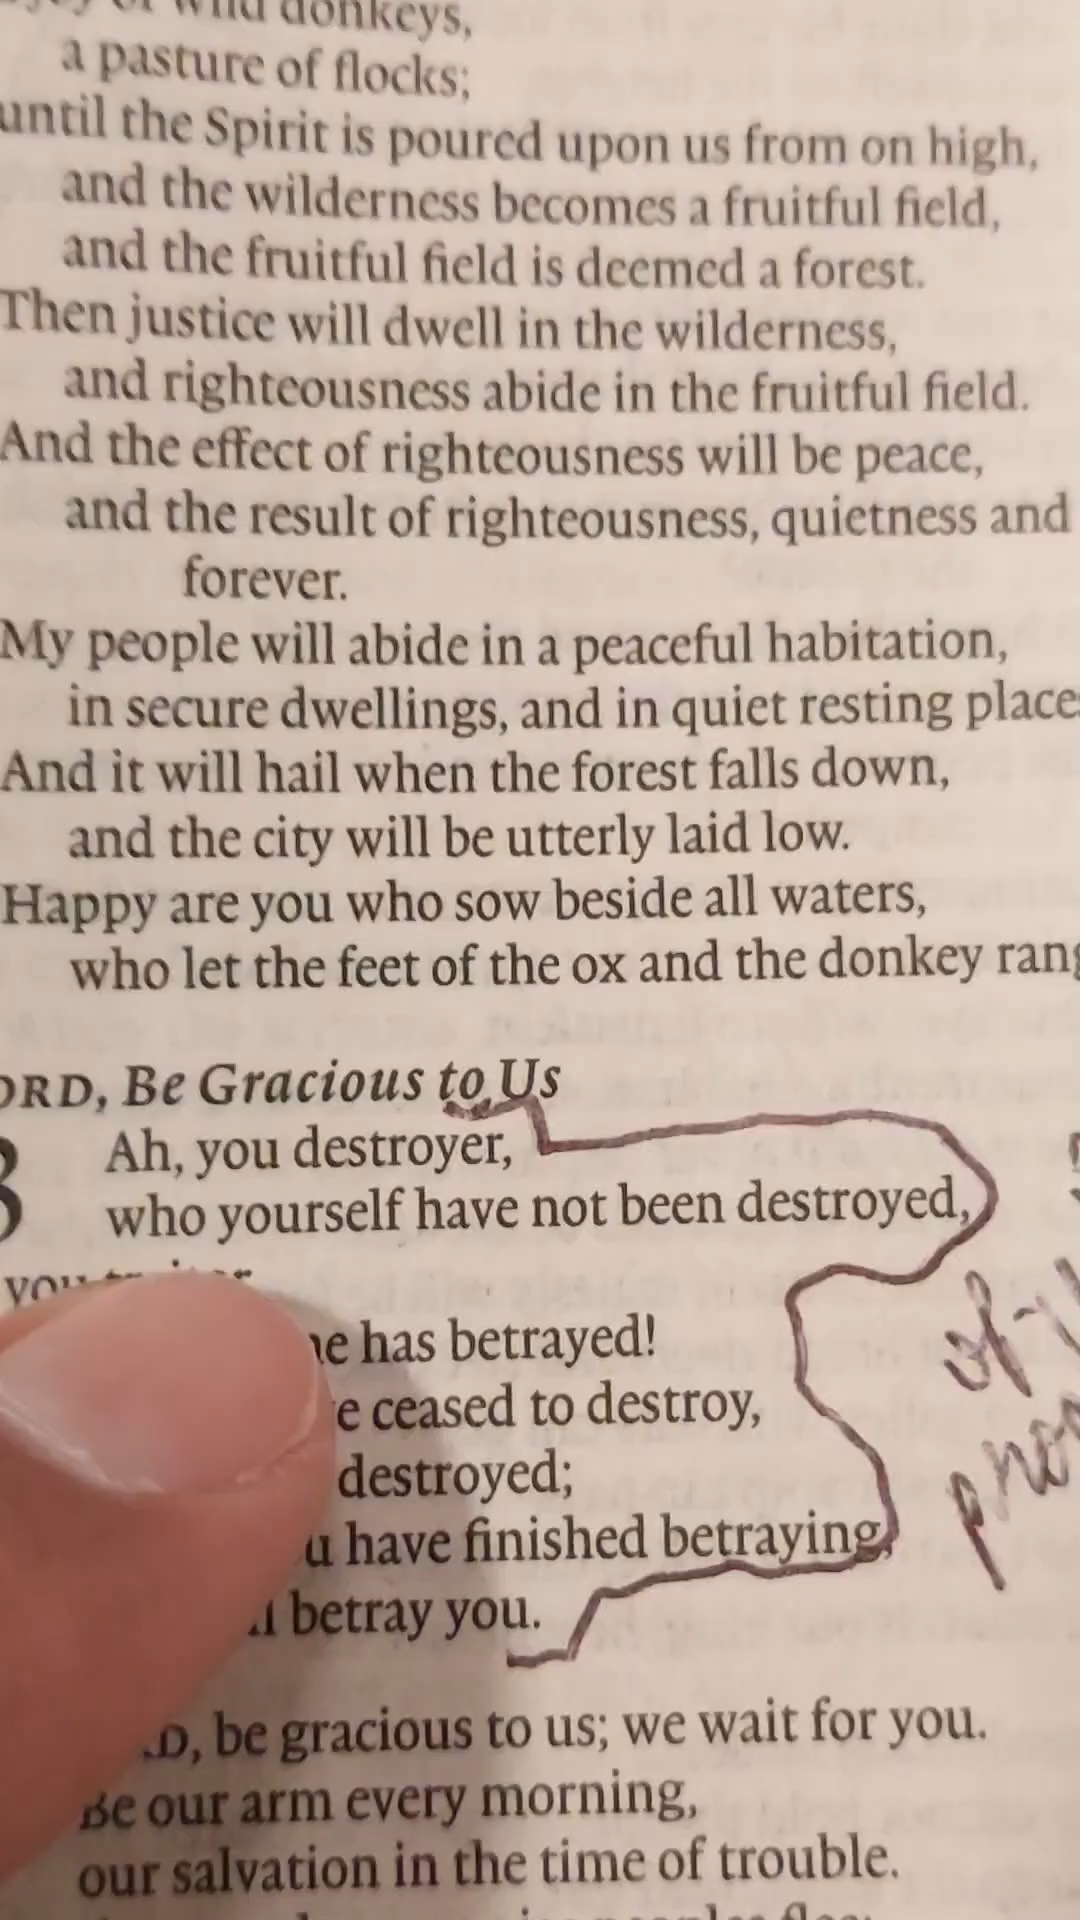 of wild donkeys,
a pasture of flocks;
until the Spirit is poured upon us from on high,
and the wilderness becomes a fruitful field,
and the fruitful field is deemed a forest.
Then justice will dwell in the wilderness,
and righteousness abide in the fruitful field.
And the effect of righteousness will be peace,
and the result of righteousness, quietness and
forever.
My people will abide in a peaceful habitation,
in secure dwellings, and in quiet resting place
And it will hail when the forest falls down,
and the city will be utterly laid low.
Happy are you who sow beside all waters,
who let the feet of the ox and the donkey rang
ORD, Be Gracious to Us
Ah, you destroyer,
who yourself have not been destroyed,
you
has betrayed!
ceased to destroy,
destroyed;
have finished betraying,
betray you.
D, be gracious to us; we wait for you.
Be our arm every morning,
our salvation in the time of trouble.
of